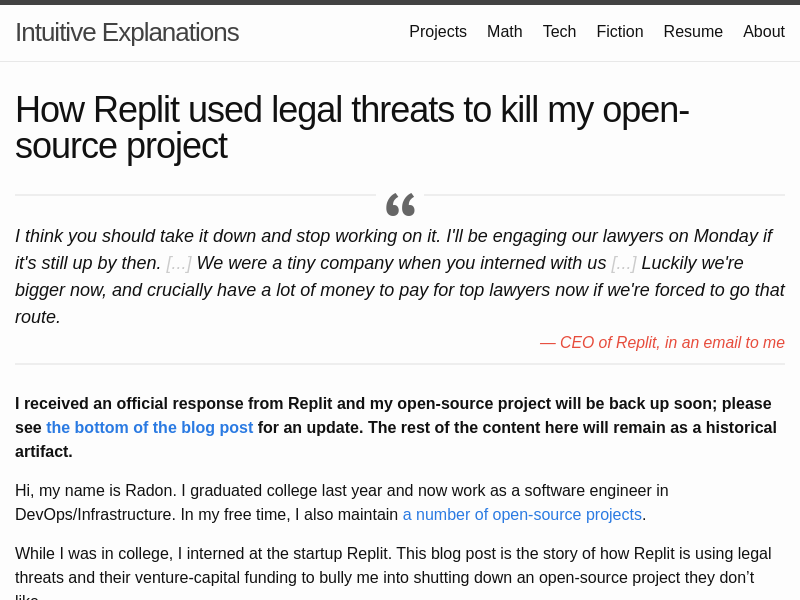 Intuitive Explanations
Projects Math Tech Fiction Resume About
How Replit used legal threats to kill my open-
source project
“
I think you should take it down and stop working on it. I'll be engaging our lawyers on Monday if
it's still up by then. [...] We were a tiny company when you interned with us [...] Luckily we're
bigger now, and crucially have a lot of money to pay for top lawyers now if we're forced to go that
route.
— CEO of Replit, in an email to me
I received an official response from Replit and my open-source project will be back up soon; please
see the bottom of the blog post for an update. The rest of the content here will remain as a historical
artifact.
Hi, my name is Radon. I graduated college last year and now work as a software engineer in
DevOps/Infrastructure. In my free time, I also maintain a number of open-source projects.
While I was in college, I interned at the startup Replit. This blog post is the story of how Replit is using legal
threats and their venture-capital funding to bully me into shutting down an open-source project they don’t